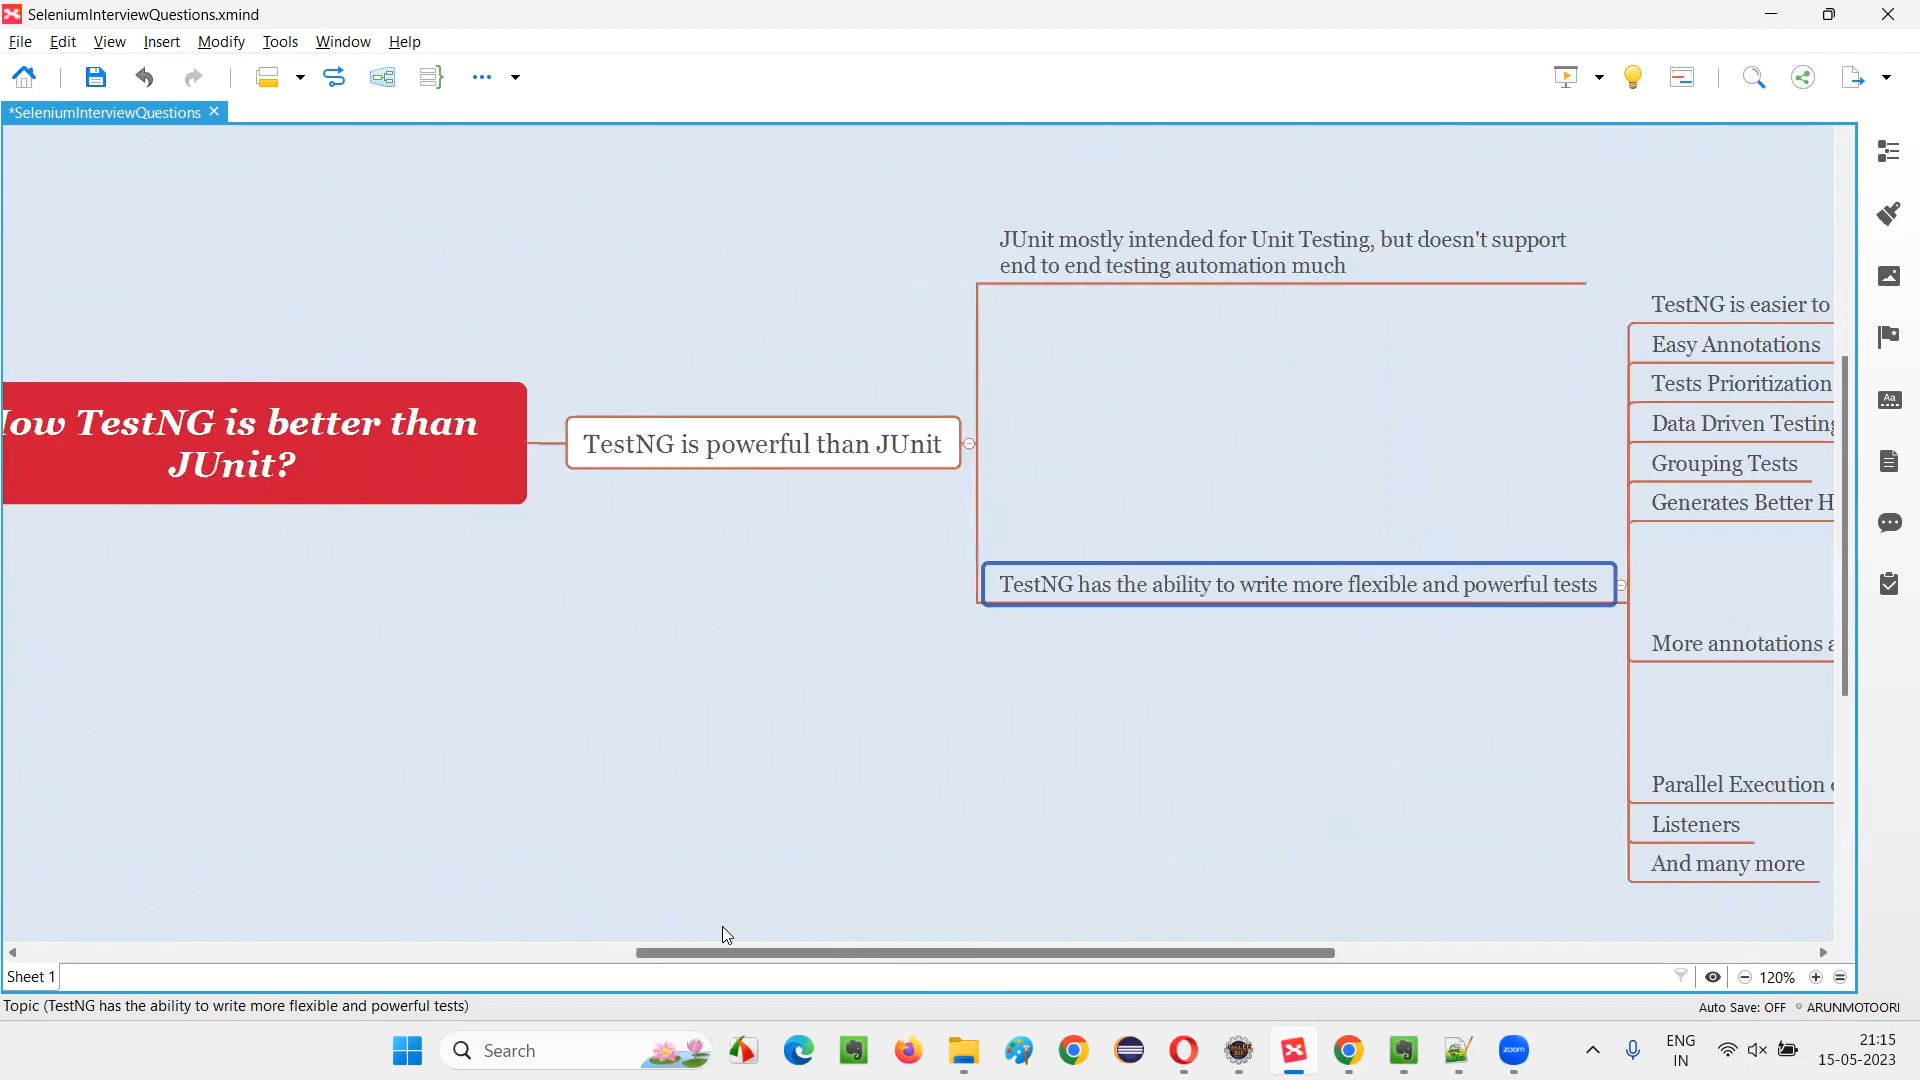 SeleniumInterviewQuestions.xmind
File Edit View Insert Modify Tools Window Help
*SeleniumInterviewQuestions
JUnit mostly intended for Unit Testing, but doesn't support
end to end testing automation much
TestNG is easier to
Easy Annotations
Tests Prioritization
Data Driven Testing
Grouping Tests
Generates Better H
ow TestNG is better than
JUnit?
TestNG is powerful than JUnit
TestNG has the ability to write more flexible and powerful tests
More annotations a
Parallel Execution
Listeners
And many more
Aa
Sheet 1
120%
Topic (TestNG has the ability to write more flexible and powerful tests)
Auto Save: OFF
ARUNMOTOORI
Search
zoom
ENG
IN
21:15
15-05-2023